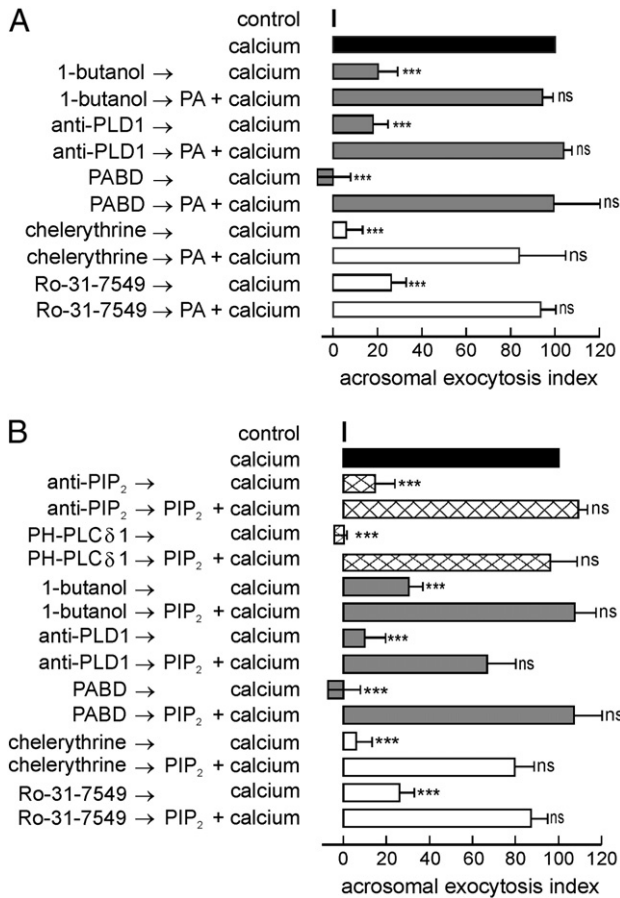 A
control
calcium
1-butanol → calcium ***
1-butanol → PA + calcium ns
anti-PLD1 → calcium ***
anti-PLD1 → PA + calcium ns
PABD → calcium ***
PABD → PA + calcium ns
chelerythrine → calcium ***
chelerythrine → PA + calcium ns
Ro-31-7549 → calcium ***
Ro-31-7549 → PA + calcium ns
0 20 40 60 80 100 120
acrosomal exocytosis index
B
control
calcium
anti-PIP₂ → calcium ***
anti-PIP₂ → PIP₂ + calcium ns
PH-PLCδ1 → calcium ***
PH-PLCδ1 → PIP₂ + calcium ns
1-butanol → calcium ***
1-butanol → PIP₂ + calcium ns
anti-PLD1 → calcium ***
anti-PLD1 → PIP₂ + calcium ns
PABD → calcium ***
PABD → PIP₂ + calcium ns
chelerythrine → calcium ***
chelerythrine → PIP₂ + calcium ns
Ro-31-7549 → calcium ***
Ro-31-7549 → PIP₂ + calcium ns
0 20 40 60 80 100 120
acrosomal exocytosis index